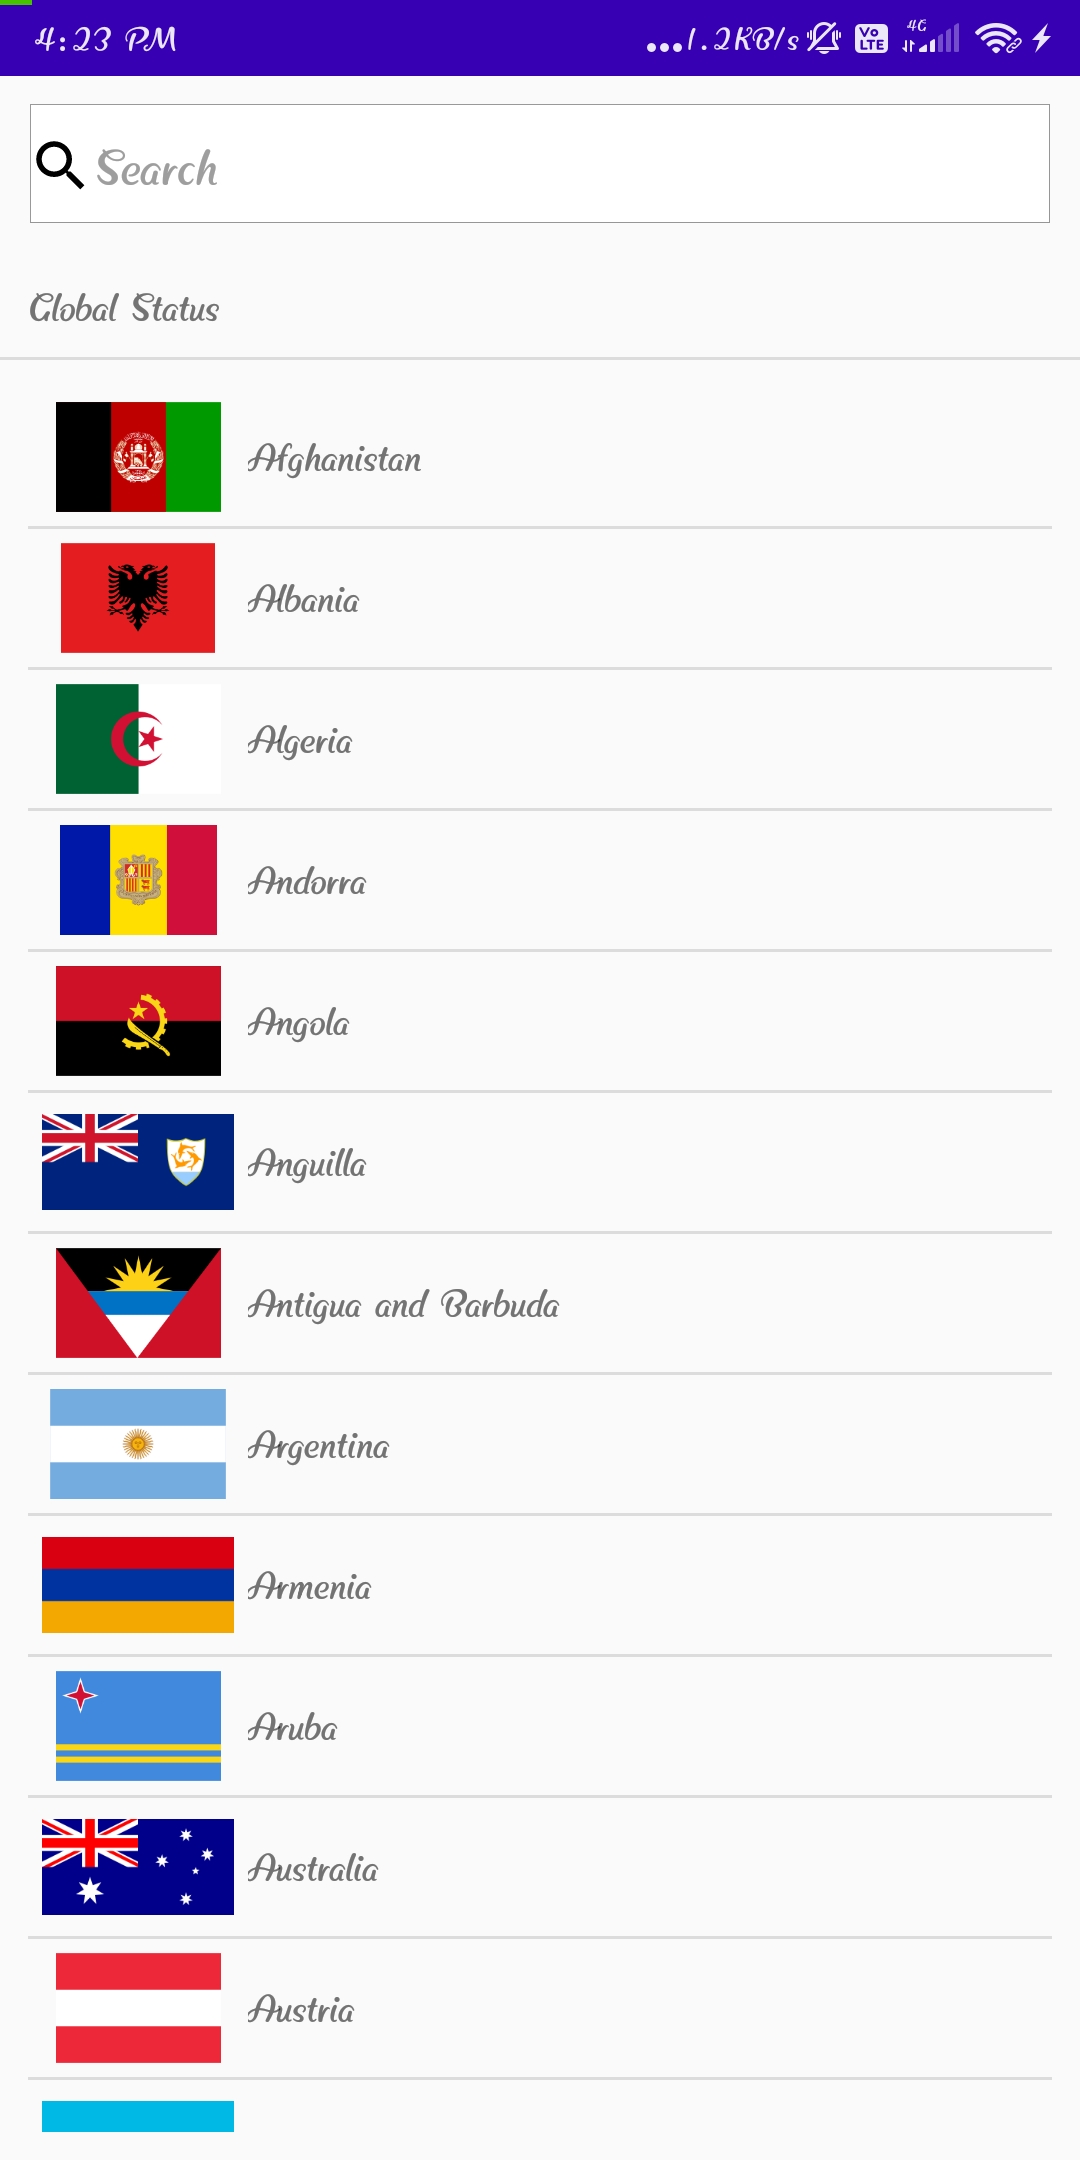 4:23 PM ...1.2KB/s Vo LTE 4G
Search
Global Status
Afghanistan
Albania
Algeria
Andorra
Angola
Anguilla
Antigua and Barbuda
Argentina
Armenia
Aruba
Australia
Austria